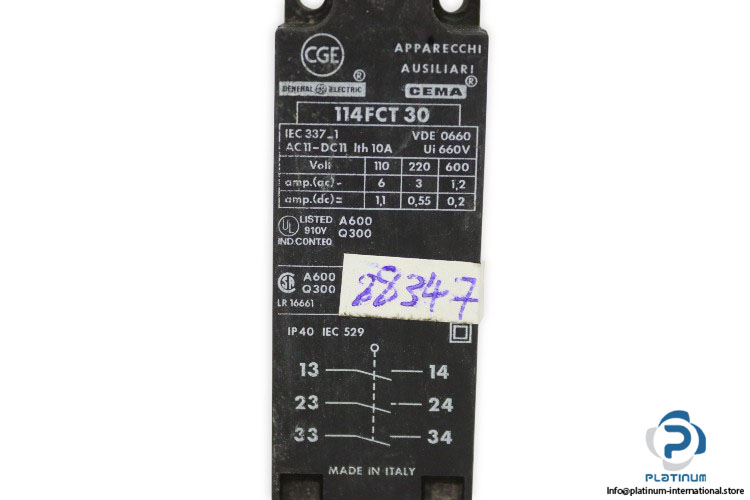 CGE
APPARECCHI
AUSILIARI
GENERAL GE ELECTRIC ®
CEMA ®
114FCT 30
IEC 337-1 VDE 0660
AC11-DC11 Ith 10A Ui 660V
Volt 110 220 600
amp.(ac)~ 6 3 1,2
amp.(dc)= 1,1 0,55 0,2
UL LISTED A600
910Y Q300
IND CONT.EQ
A600
Q300
LR 16661
28347
IP40 IEC 529
13 14
23 24
33 34
MADE IN ITALY
PLATINUM
Info@platinum-international.store